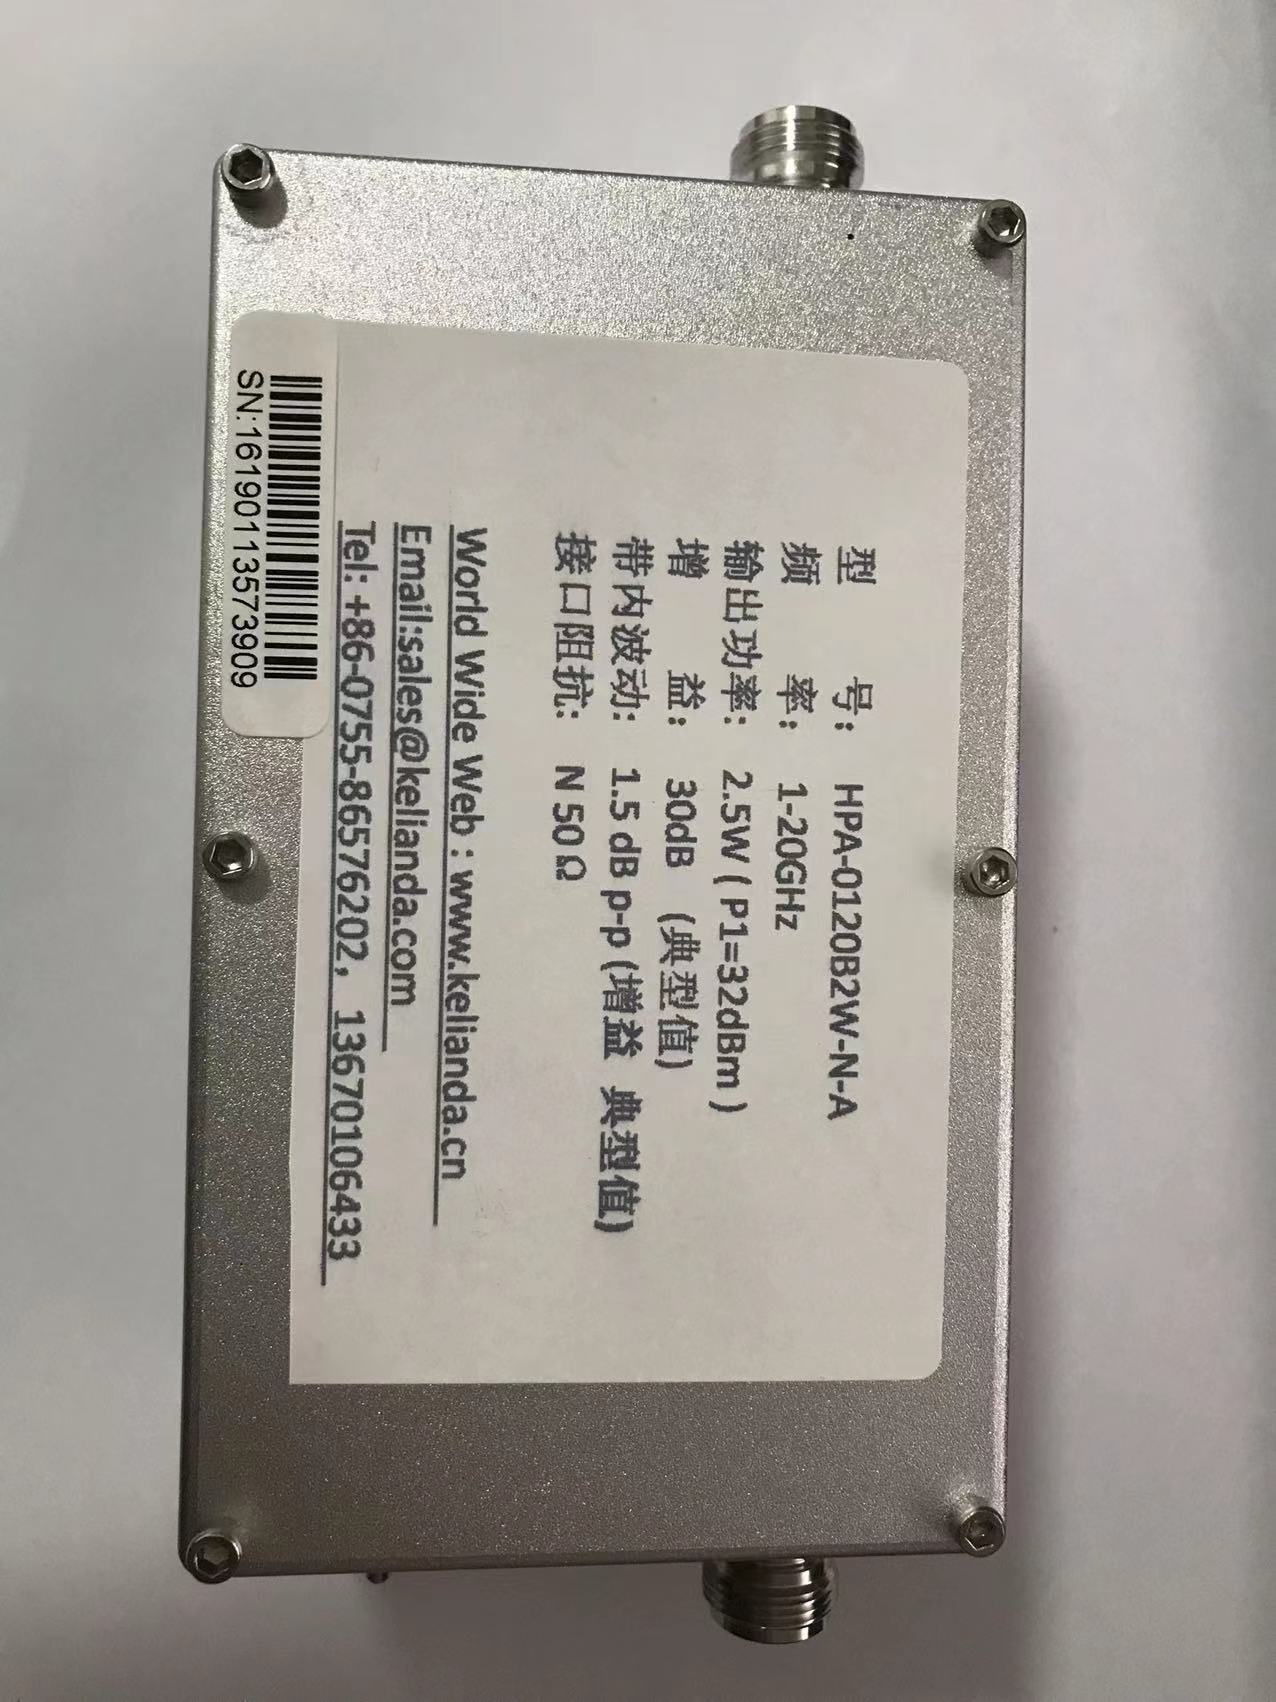 型 号: HPA-0120B2W-N-A
频 率: 1-20GHz
输出功率: 2.5W ( P1=32dBm )
增 益: 30dB (典型值)
带内波动: 1.5 dB p-p (增益 典型值)
接口阻抗: N 50 Ω
World Wide Web : www.kelianda.cn
Email:sales@kelianda.com
Tel: +86-0755-86576202, 13670106433
SN:16190113573909